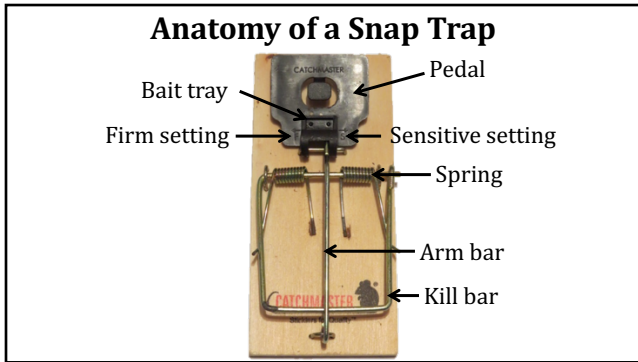 Anatomy of a Snap Trap
CATCHMASTER
Pedal
Bait tray
Firm setting
Sensitive setting
Spring
Arm bar
CATCHMASTER
Kill bar